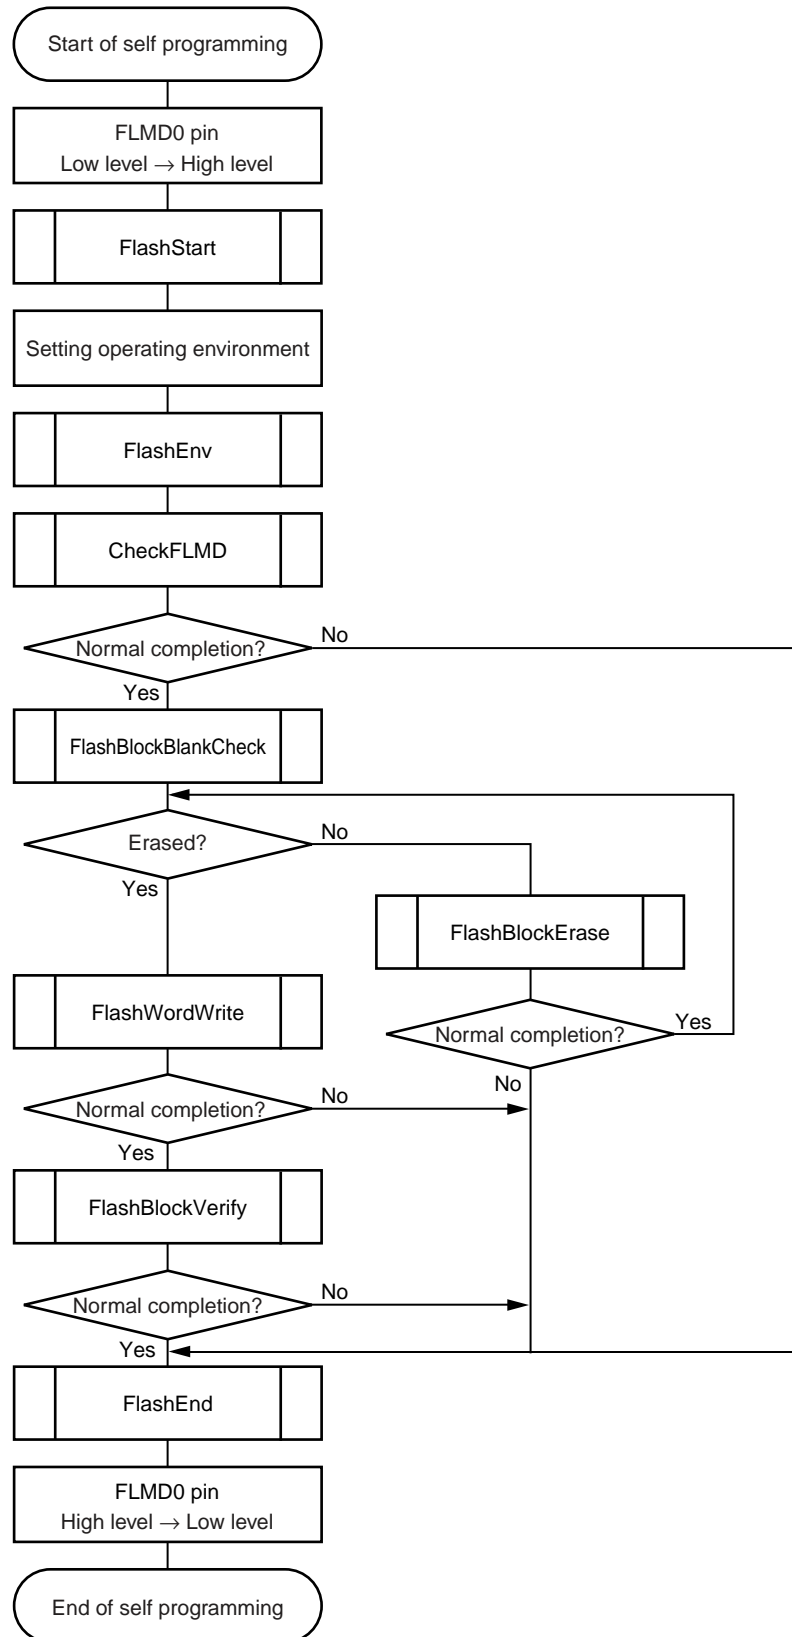 Start of self programming
FLMD0 pin
Low level → High level
FlashStart
Setting operating environment
FlashEnv
CheckFLMD
Normal completion?
No
Yes
FlashBlockBlankCheck
Erased?
No
Yes
FlashBlockErase
FlashWordWrite
Normal completion?
Yes
No
Normal completion?
No
Yes
FlashBlockVerify
Normal completion?
No
Yes
FlashEnd
FLMD0 pin
High level → Low level
End of self programming